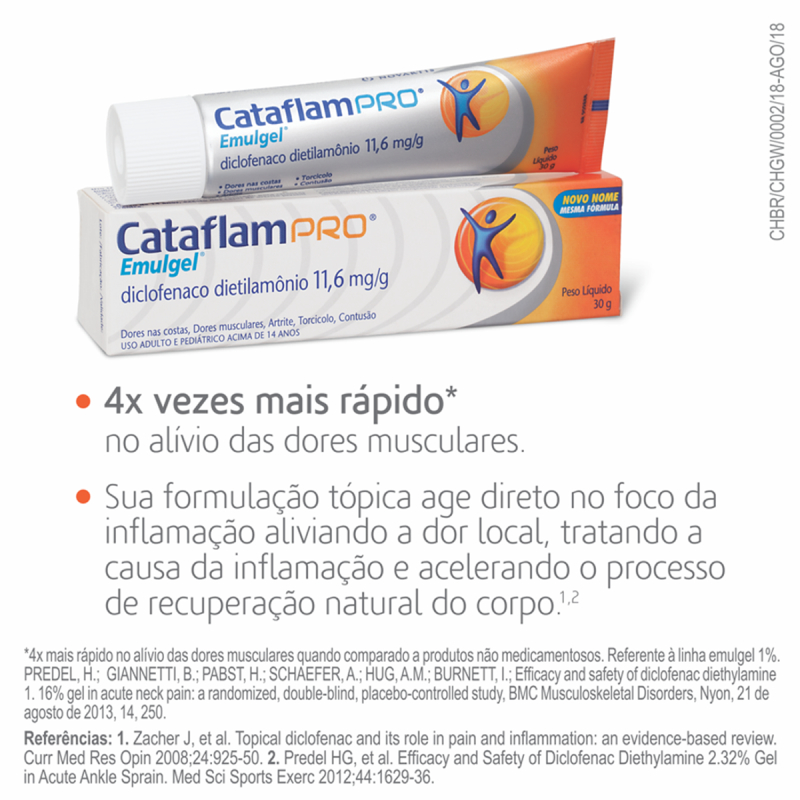 CataflamPRO®
Emulgel®
diclofenaco dietilamônio 11,6 mg/g
• Dores nas costas
• Dores musculares
• Torcicolo
• Contusão
Peso
Líquido
30 g
CataflamPRO®
Emulgel®
diclofenaco dietilamônio 11,6 mg/g
Dores nas costas, Dores musculares, Artrite, Torcicolo, Contusão
USO ADULTO E PEDIÁTRICO ACIMA DE 14 ANOS
NOVO NOME
MESMA FÓRMULA
Peso Líquido
30 g
CHBR/CHGW/0002/18-AGO/18
• 4x vezes mais rápido*
no alívio das dores musculares.
• Sua formulação tópica age direto no foco da
inflamação aliviando a dor local, tratando a
causa da inflamação e acelerando o processo
de recuperação natural do corpo.1,2
*4x mais rápido no alívio das dores musculares quando comparado a produtos não medicamentosos. Referente à linha emulgel 1%.
PREDEL, H.; GIANNETTI, B.; PABST, H.; SCHAEFER, A.; HUG, A.M.; BURNETT, I.; Efficacy and safety of diclofenac diethylamine
1. 16% gel in acute neck pain: a randomized, double-blind, placebo-controlled study, BMC Musculoskeletal Disorders, Nyon, 21 de
agosto de 2013, 14, 250.
Referências: 1. Zacher J, et al. Topical diclofenac and its role in pain and inflammation: an evidence-based review.
Curr Med Res Opin 2008;24:925-50. 2. Predel HG, et al. Efficacy and Safety of Diclofenac Diethylamine 2.32% Gel
in Acute Ankle Sprain. Med Sci Sports Exerc 2012;44:1629-36.